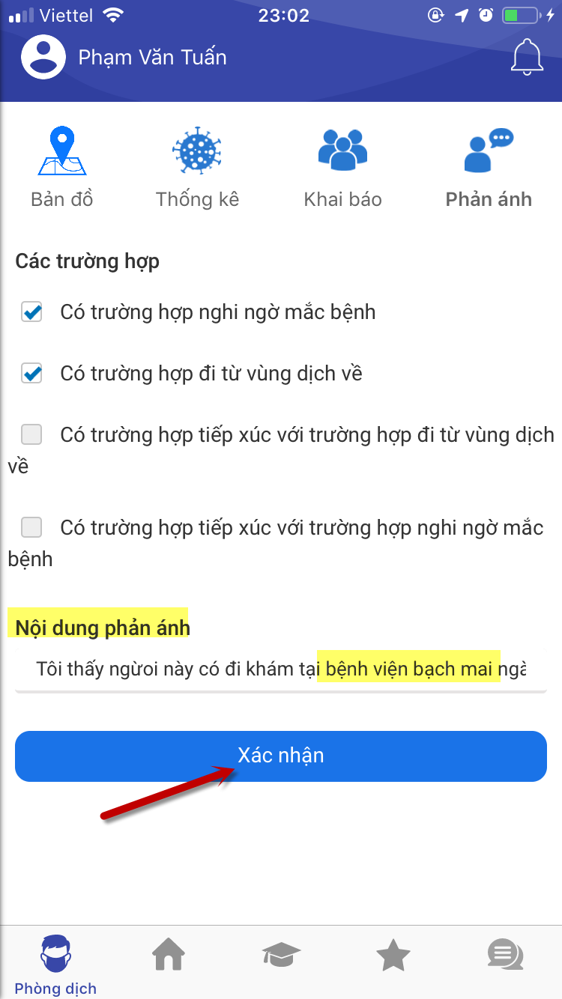 Viettel 23:02
Phạm Văn Tuấn
Bản đồ Thống kê Khai báo Phản ánh
Các trường hợp
Có trường hợp nghi ngờ mắc bệnh
Có trường hợp đi từ vùng dịch về
Có trường hợp tiếp xúc với trường hợp đi từ vùng dịch
về
Có trường hợp tiếp xúc với trường hợp nghi ngờ mắc
bệnh
Nội dung phản ánh
Tôi thấy ngừoi này có đi khám tại bệnh viện bạch mai
Xác nhận
Phòng dịch